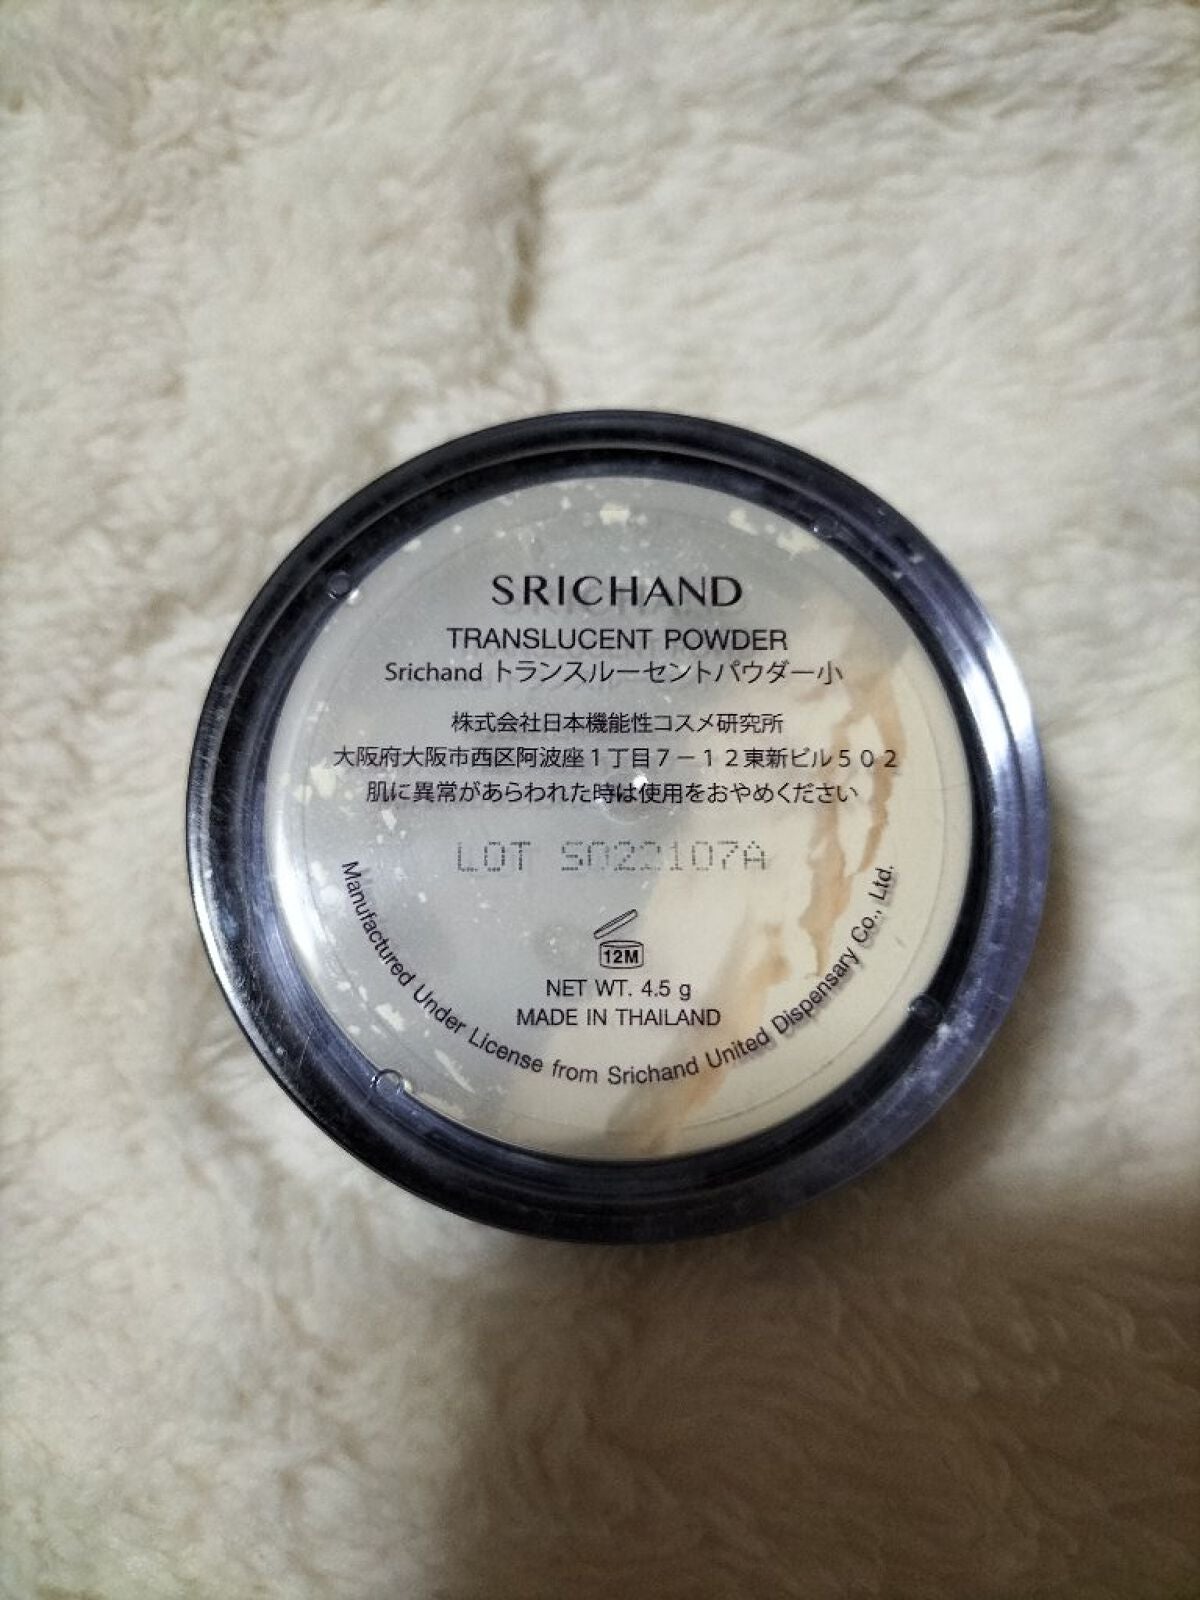 SRICHAND
TRANSLUCENT POWDER
Srichand トランスルーセントパウダー小
株式会社日本機能性コスメ研究所
大阪府大阪市西区阿波座1丁目7－１２東新ビル５０２
肌に異常があらわれた時は使用をおやめください
LOT S022107A
12M
NET WT. 4.5 g
MADE IN THAILAND
Manufactured Under License from Srichand United Dispensary Co., Ltd.